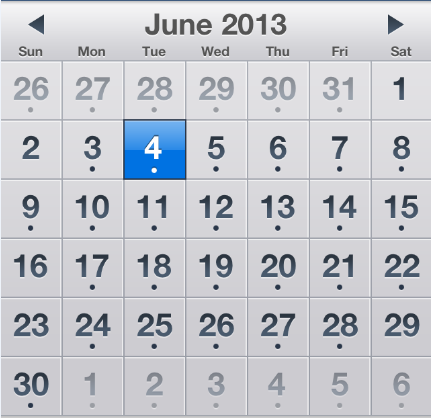 June 2013
Sun Mon Tue Wed Thu Fri Sat
26 27 28 29 30 31 1
2 3 4 5 6 7 8
9 10 11 12 13 14 15
16 17 18 19 20 21 22
23 24 25 26 27 28 29
30 1 2 3 4 5 6